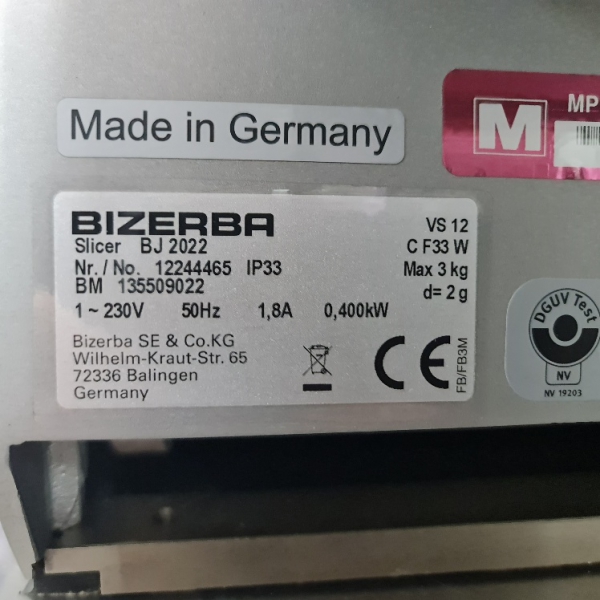 Made in Germany
M MP
BIZERBA VS 12
Slicer BJ 2022 C F33 W
Nr. / No. 12244465 IP33 Max 3 kg
BM 135509022 d= 2 g
1 ~ 230V 50Hz 1,8A 0,400kW
Bizerba SE & Co.KG
Wilhelm-Kraut-Str. 65
72336 Balingen
Germany
CE
FB/FB3M
DGUV Test
NV
NV 19203